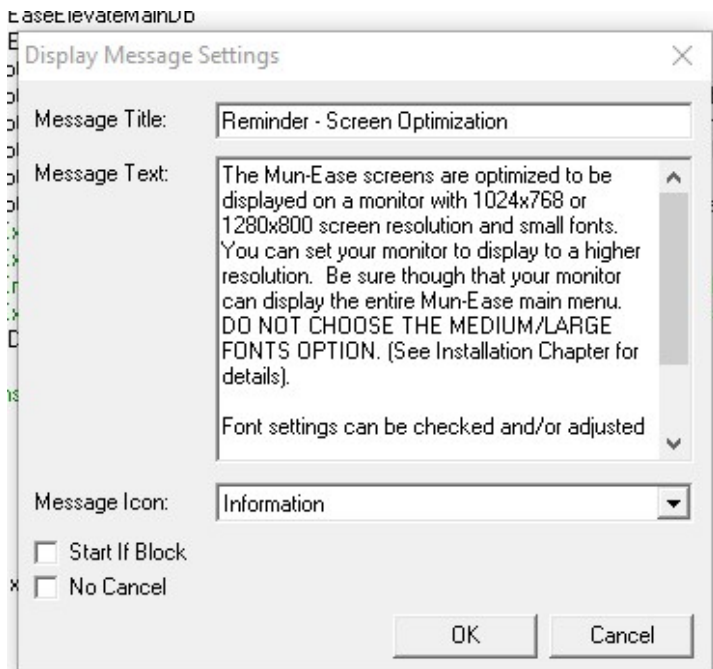 EaseElevateMainDb
Display Message Settings
Message Title:
Reminder - Screen Optimization
Message Text:
The Mun-Ease screens are optimized to be
displayed on a monitor with 1024x768 or
1280x800 screen resolution and small fonts.
You can set your monitor to display to a higher
resolution.  Be sure though that your monitor
can display the entire Mun-Ease main menu.
DO NOT CHOOSE THE MEDIUM/LARGE
FONTS OPTION. (See Installation Chapter for
details).
Font settings can be checked and/or adjusted
Message Icon:
Information
Start If Block
No Cancel
OK
Cancel